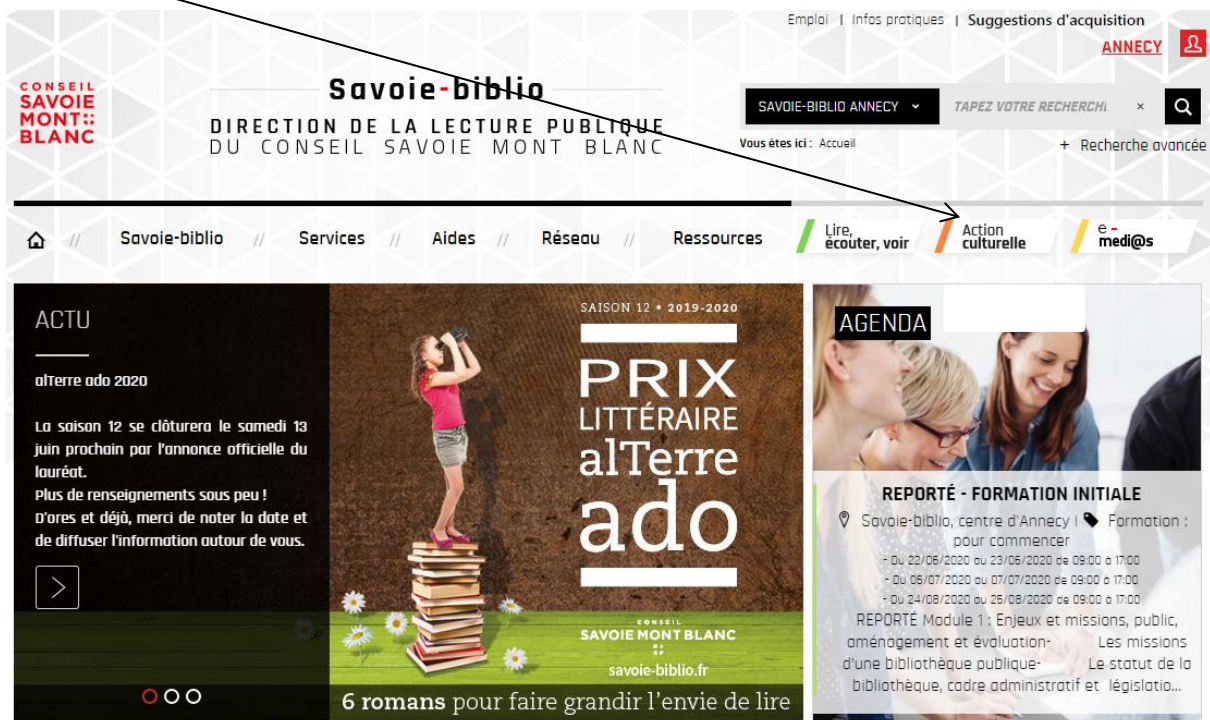 Emploi | Infos pratiques | Suggestions d'acquisition
ANNECY
CONSEIL
SAVOIE
MONT
BLANC
Savoie-biblio
DIRECTION DE LA LECTURE PUBLIQUE
DU CONSEIL SAVOIE MONT BLANC
SAVOIE-BIBLIO ANNECY
TAPEZ VOTRE RECHERCHE ×
Vous êtes ici : Accueil
+ Recherche avancée
// Savoie-biblio // Services // Aides // Réseau // Ressources
Lire,
écouter, voir
Action
culturelle
e -
medi@s
ACTU
alTerre ado 2020
La saison 12 se clôturera le samedi 13
juin prochain par l'annonce officielle du
lauréat.
Plus de renseignements sous peu !
D'ores et déjà, merci de noter la date et
de diffuser l'information autour de vous.
>
SAISON 12 • 2019-2020
PRIX
LITTÉRAIRE
alTerre
ado
CONSEIL
SAVOIE MONT BLANC
savoie-biblio.fr
6 romans pour faire grandir l'envie de lire
AGENDA
REPORTÉ - FORMATION INITIALE
Savoie-biblio, centre d'Annecy | Formation :
pour commencer
- Du 22/06/2020 au 23/06/2020 de 09:00 à 17:00
- Du 06/07/2020 au 07/07/2020 de 09:00 à 17:00
- Du 24/08/2020 au 25/08/2020 de 09:00 à 17:00
REPORTÉ Module 1 : Enjeux et missions, public,
aménagement et évaluation- Les missions
d'une bibliothèque publique- Le statut de la
bibliothèque, cadre administratif et législatio...